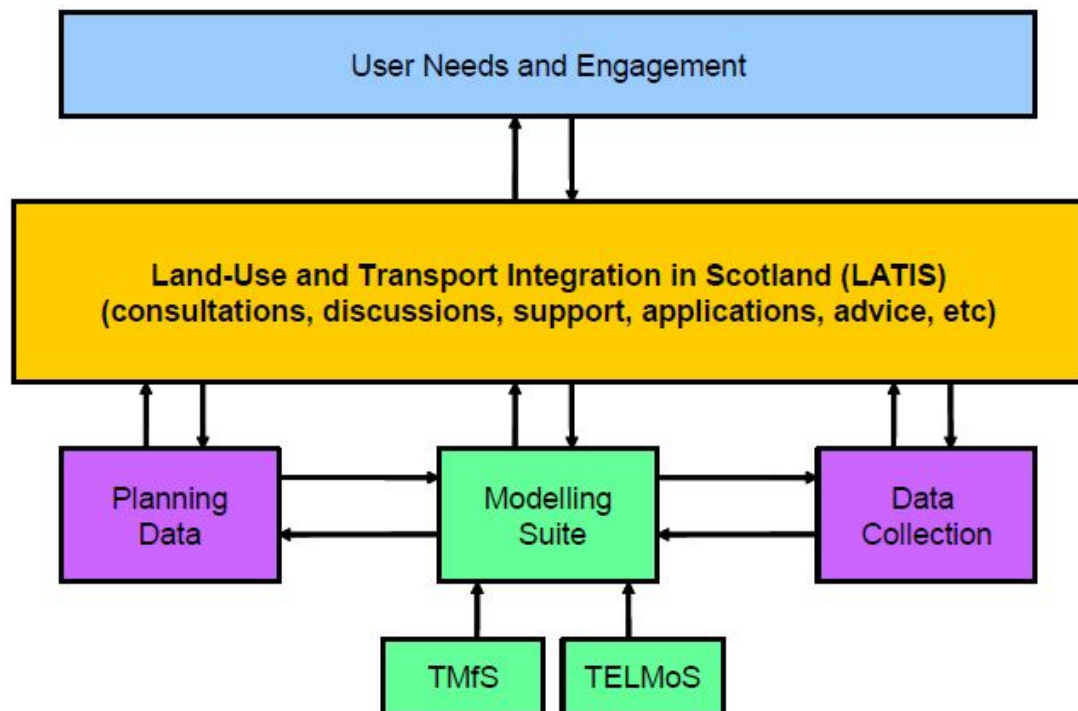 User Needs and Engagement
Land-Use and Transport Integration in Scotland (LATIS)
(consultations, discussions, support, applications, advice, etc)
Planning
Data
Modelling
Suite
Data
Collection
TMfS
TELMoS